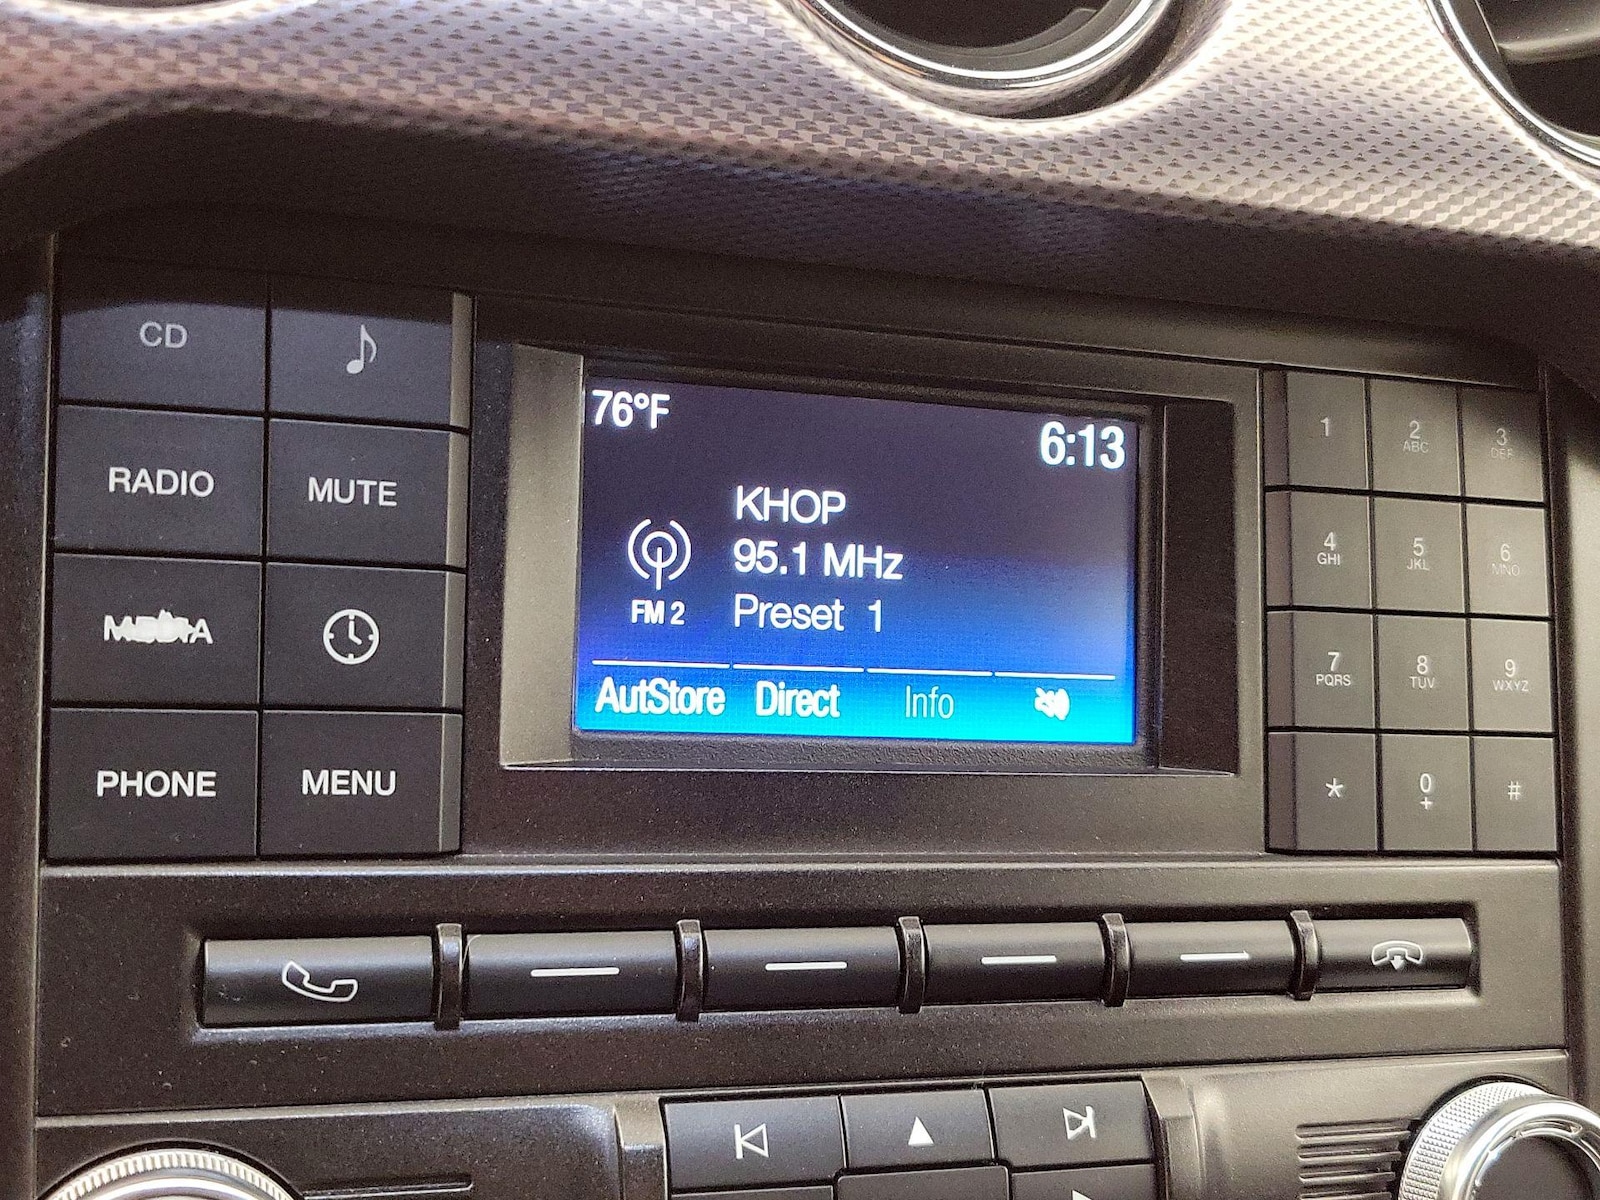 CD
RADIO
MUTE
MEDIA
PHONE
MENU
76°F
6:13
KHOP
95.1 MHz
FM 2
Preset 1
AutStore Direct Info
1
2
ABC
3
DEF
4
GHI
5
JKL
6
MNO
7
PQRS
8
TUV
9
WXYZ
*
0
+
#